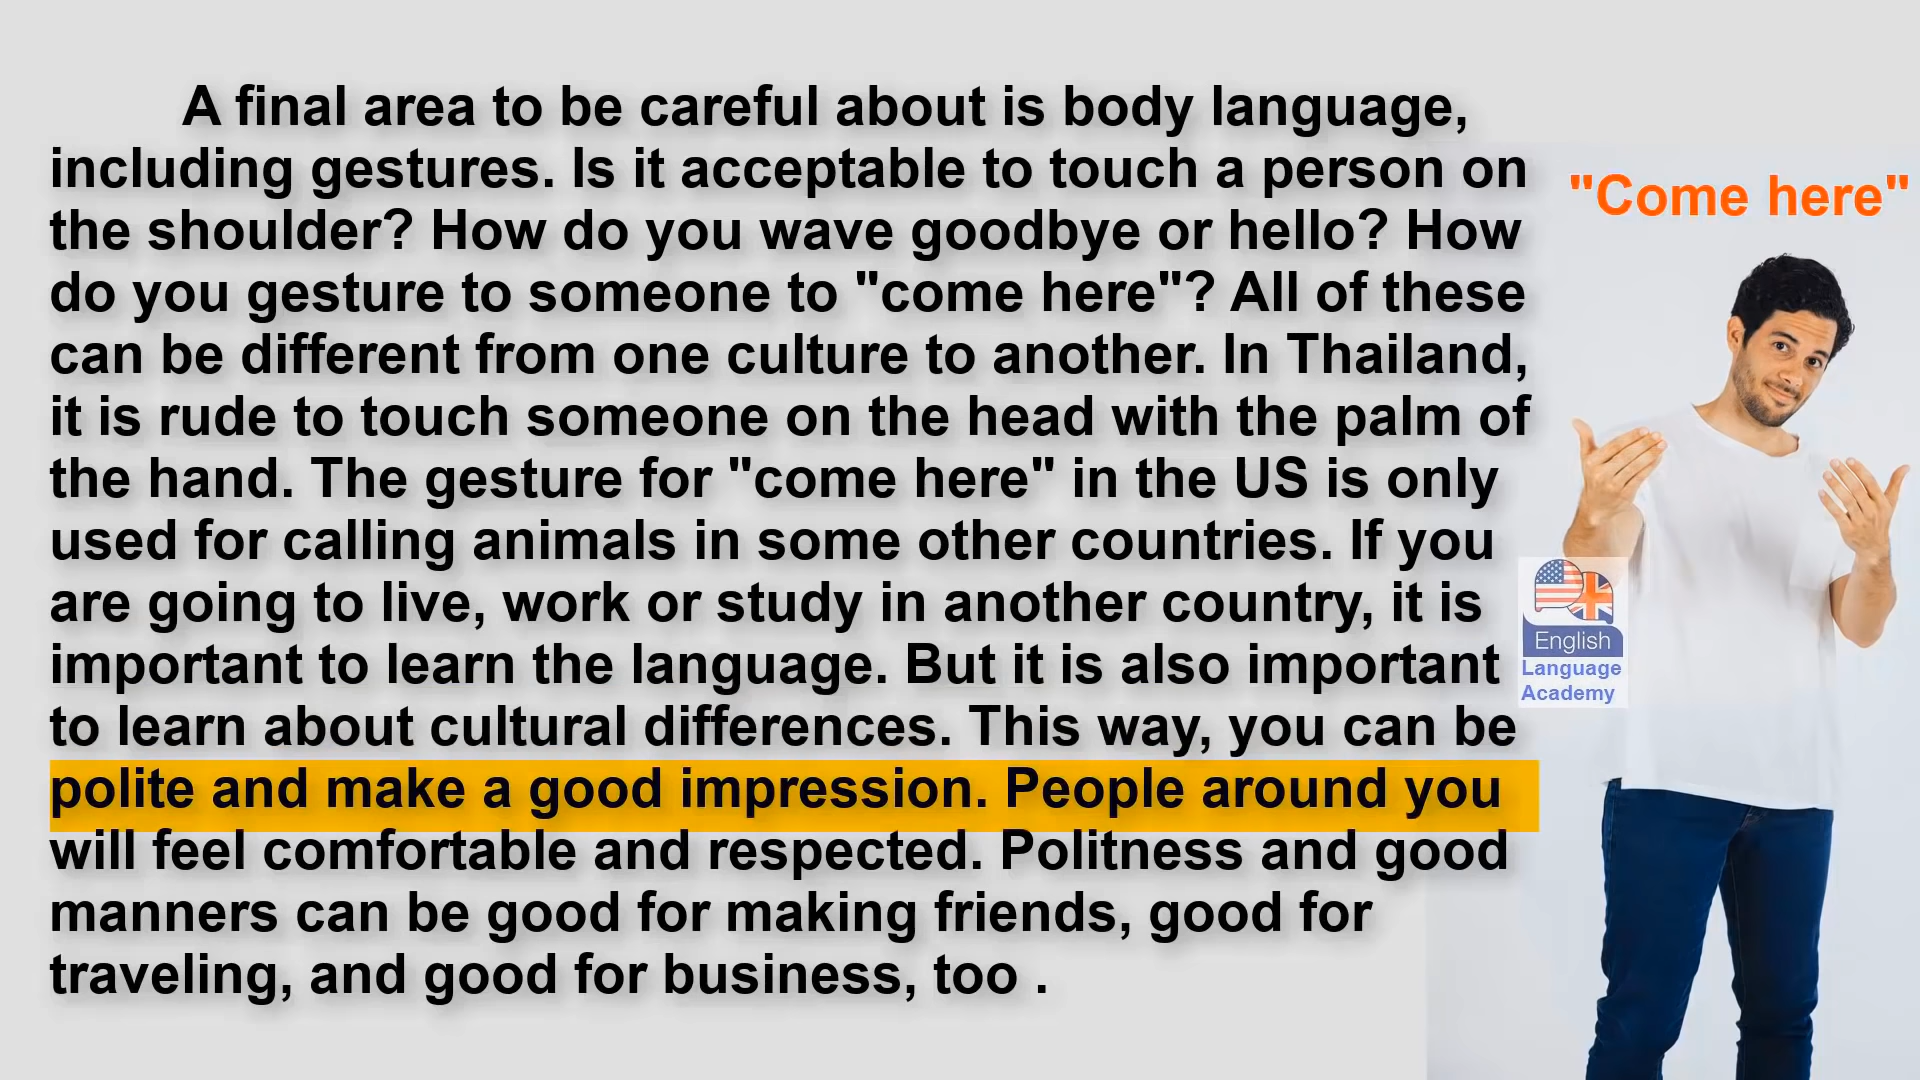 A final area to be careful about is body language,
including gestures. Is it acceptable to touch a person on
the shoulder? How do you wave goodbye or hello? How
do you gesture to someone to "come here"? All of these
can be different from one culture to another. In Thailand,
it is rude to touch someone on the head with the palm of
the hand. The gesture for "come here" in the US is only
used for calling animals in some other countries. If you
are going to live, work or study in another country, it is
important to learn the language. But it is also important
to learn about cultural differences. This way, you can be
polite and make a good impression. People around you
will feel comfortable and respected. Politness and good
manners can be good for making friends, good for
traveling, and good for business, too .
"Come here"
English
Language
Academy